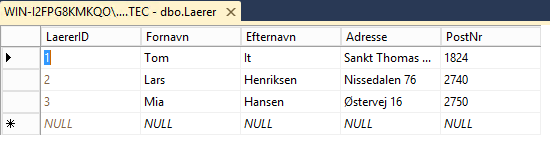 WIN-I2FPG8KMKQO\....TEC - dbo.Laerer
LaererID Fornavn Efternavn Adresse PostNr
1 Tom It Sankt Thomas ... 1824
2 Lars Henriksen Nissedalen 76 2740
3 Mia Hansen Østervej 16 2750
NULL NULL NULL NULL NULL